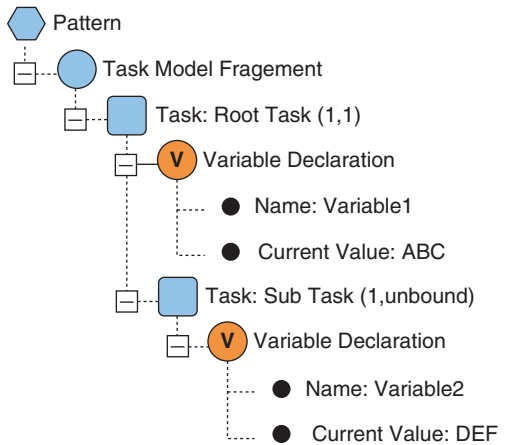 Pattern
Task Model Fragement
Task: Root Task (1,1)
V Variable Declaration
Name: Variable1
Current Value: ABC
Task: Sub Task (1,unbound)
V Variable Declaration
Name: Variable2
Current Value: DEF